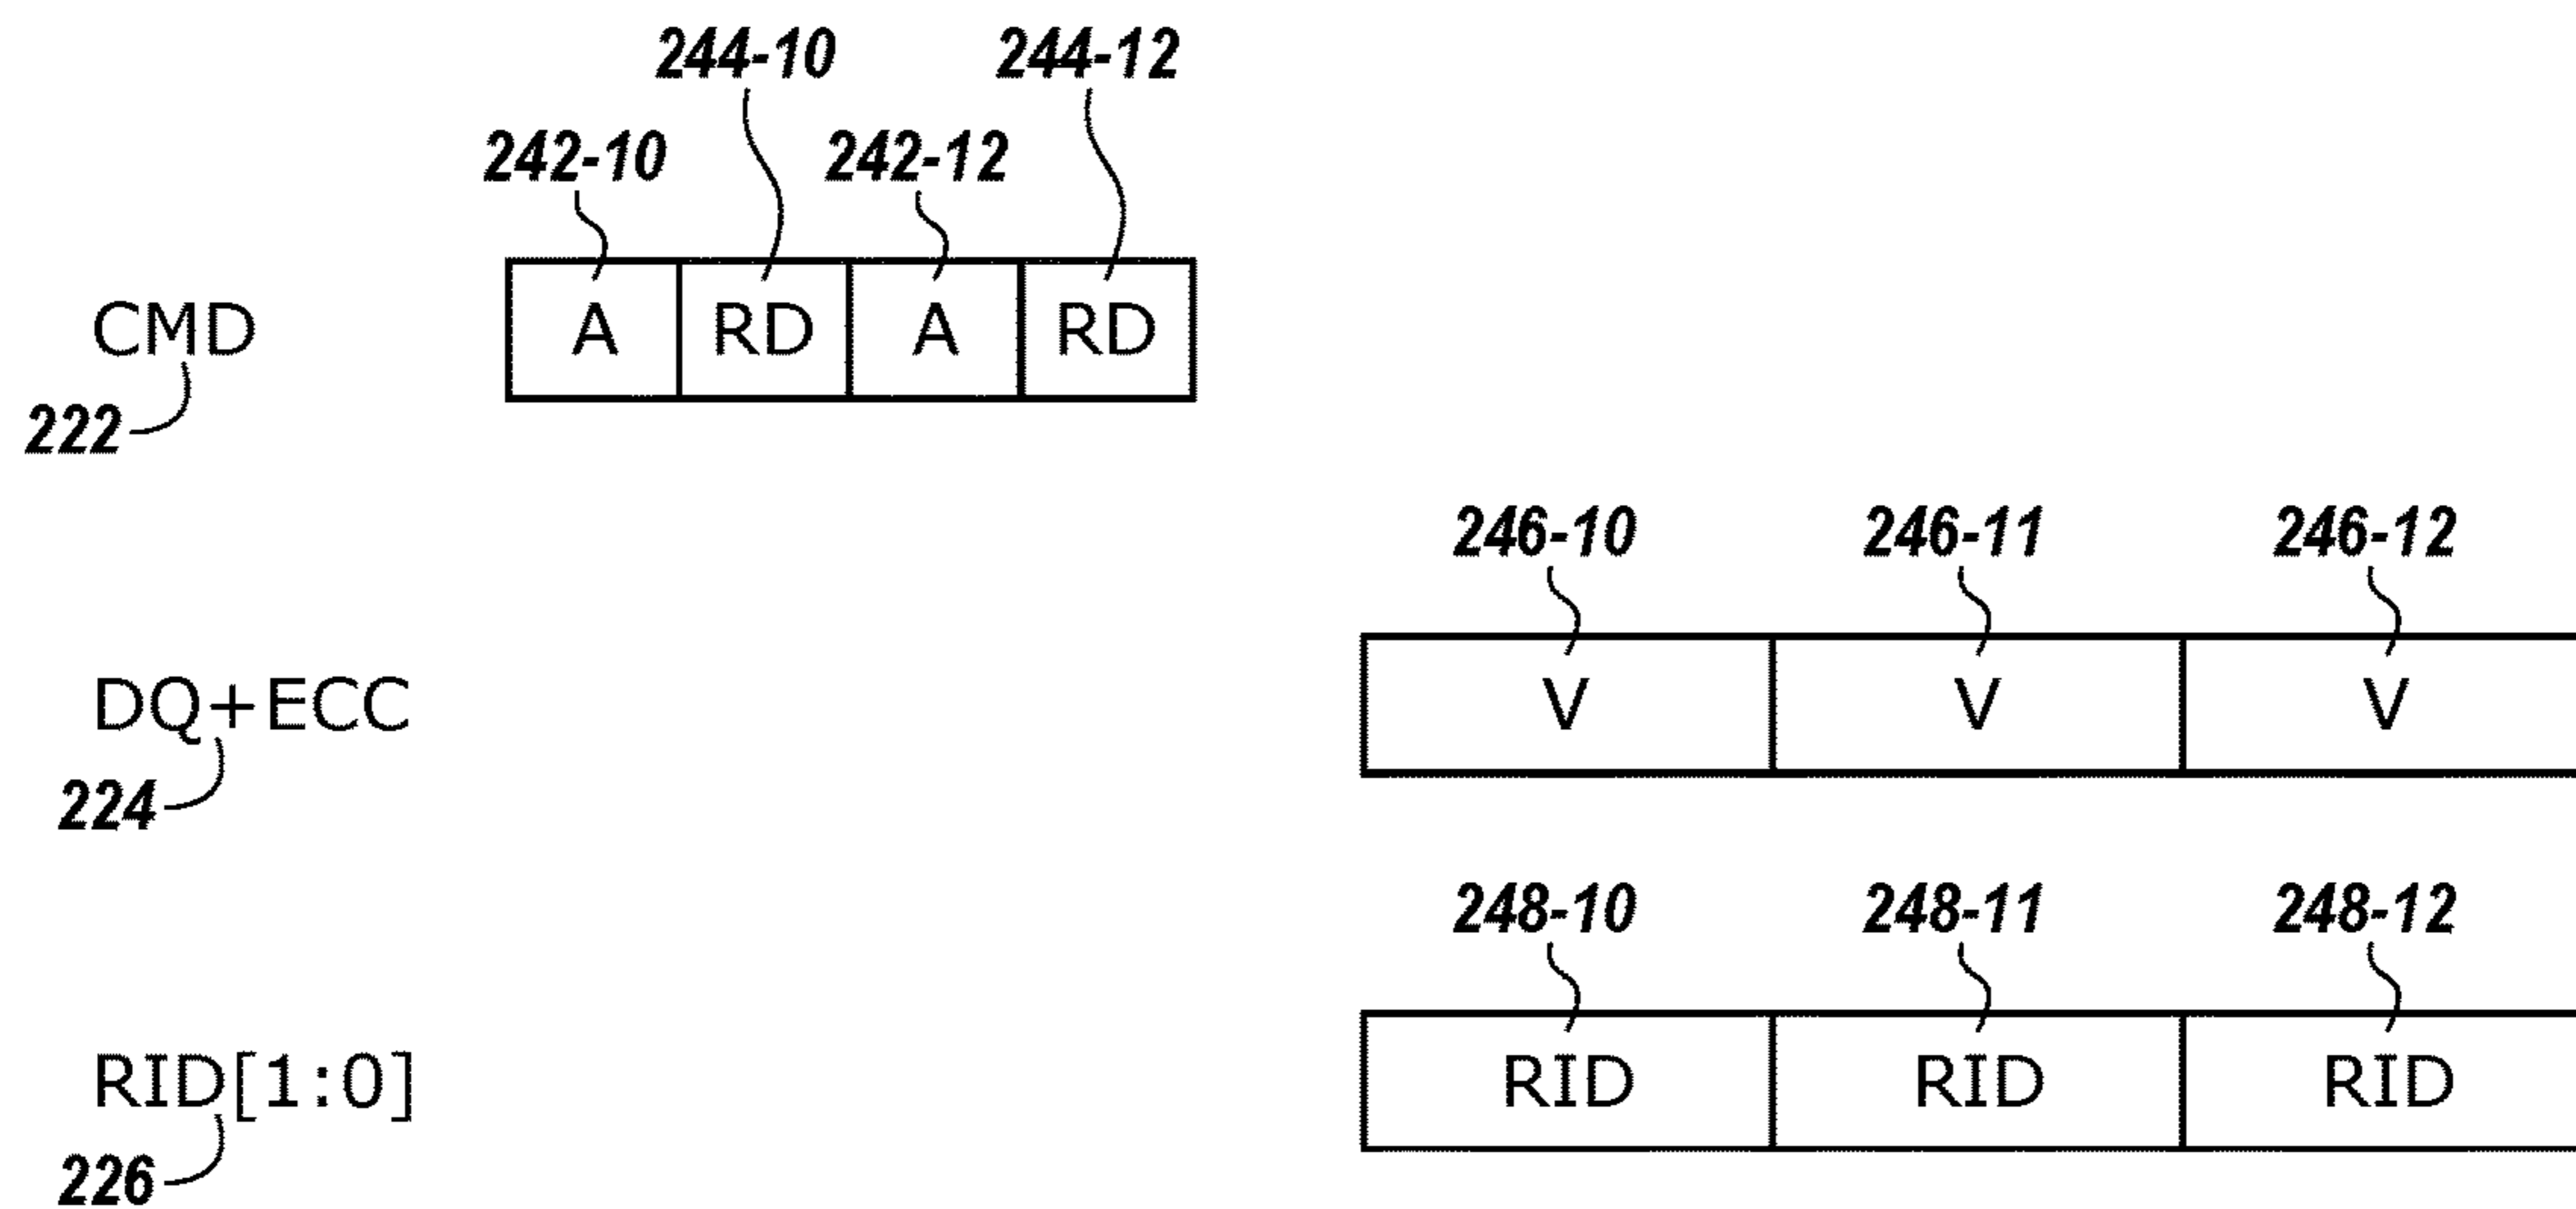 244-10 244-12
242-10 242-12
CMD A RD A RD
222
246-10 246-11 246-12
DQ+ECC V V V
224
248-10 248-11 248-12
RID[1:0] RID RID RID
226